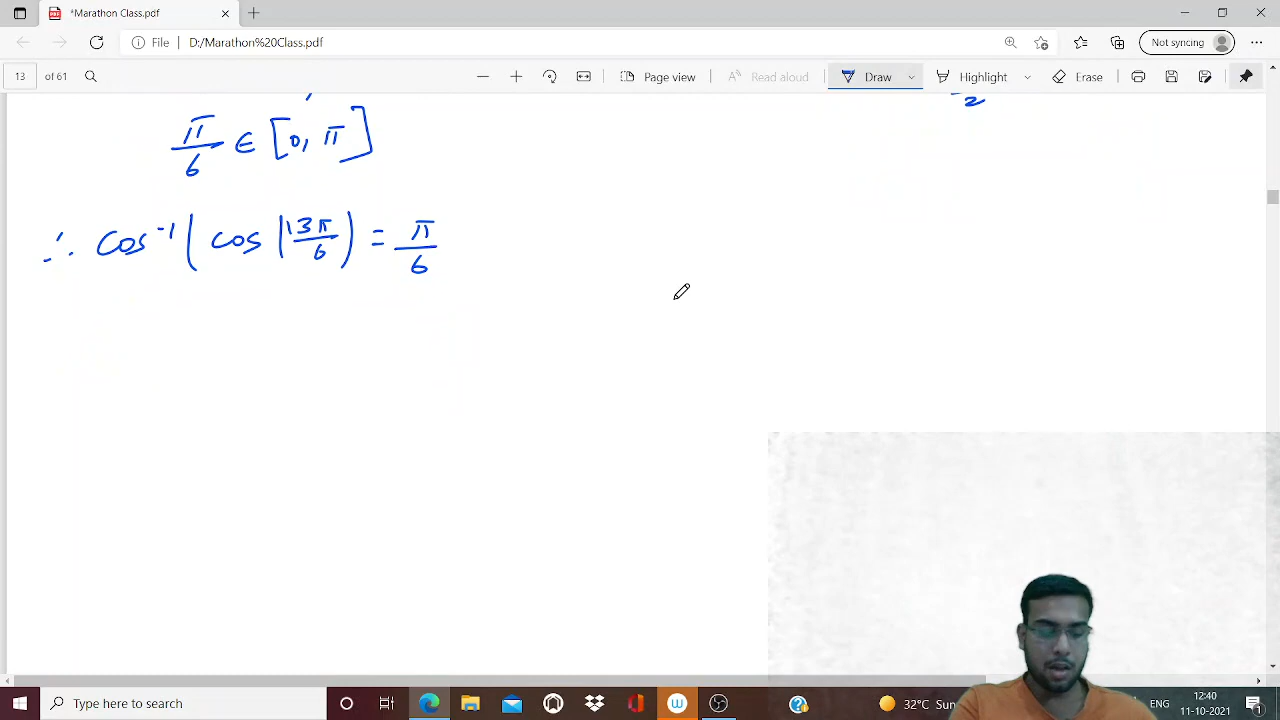 *Marathon Class.pdf
File D:/Marathon%20Class.pdf Not syncing
13 of 61 Page view Read aloud Draw Highlight Erase
2
π/6 ∈ [0, π]
∴ cos⁻¹( cos (13π/6) = π/6
Type here to search 32°C Sun ENG 12:40
11-10-2021